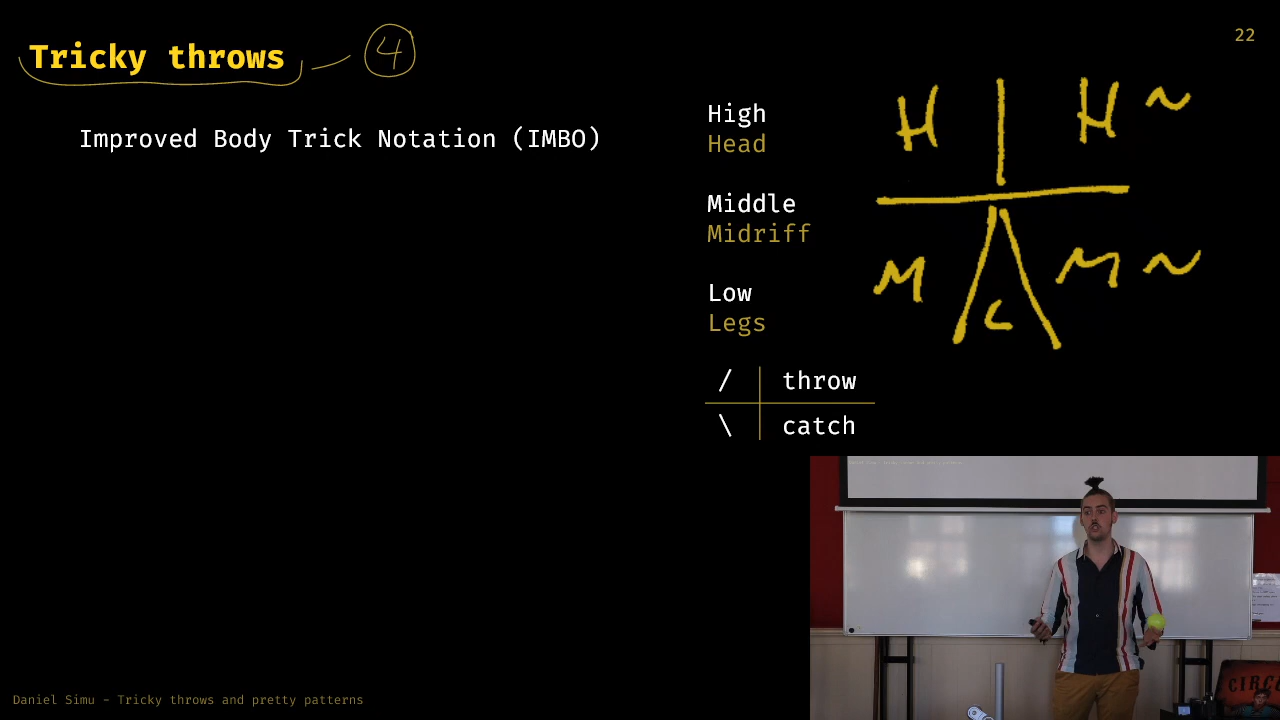 Tricky throws
4
22
Improved Body Trick Notation (IMBO)
High
Head
Middle
Midriff
Low
Legs
H H ~
M L M ~
/ throw
\ catch
CIRC
Daniel Simu - Tricky throws and pretty patterns